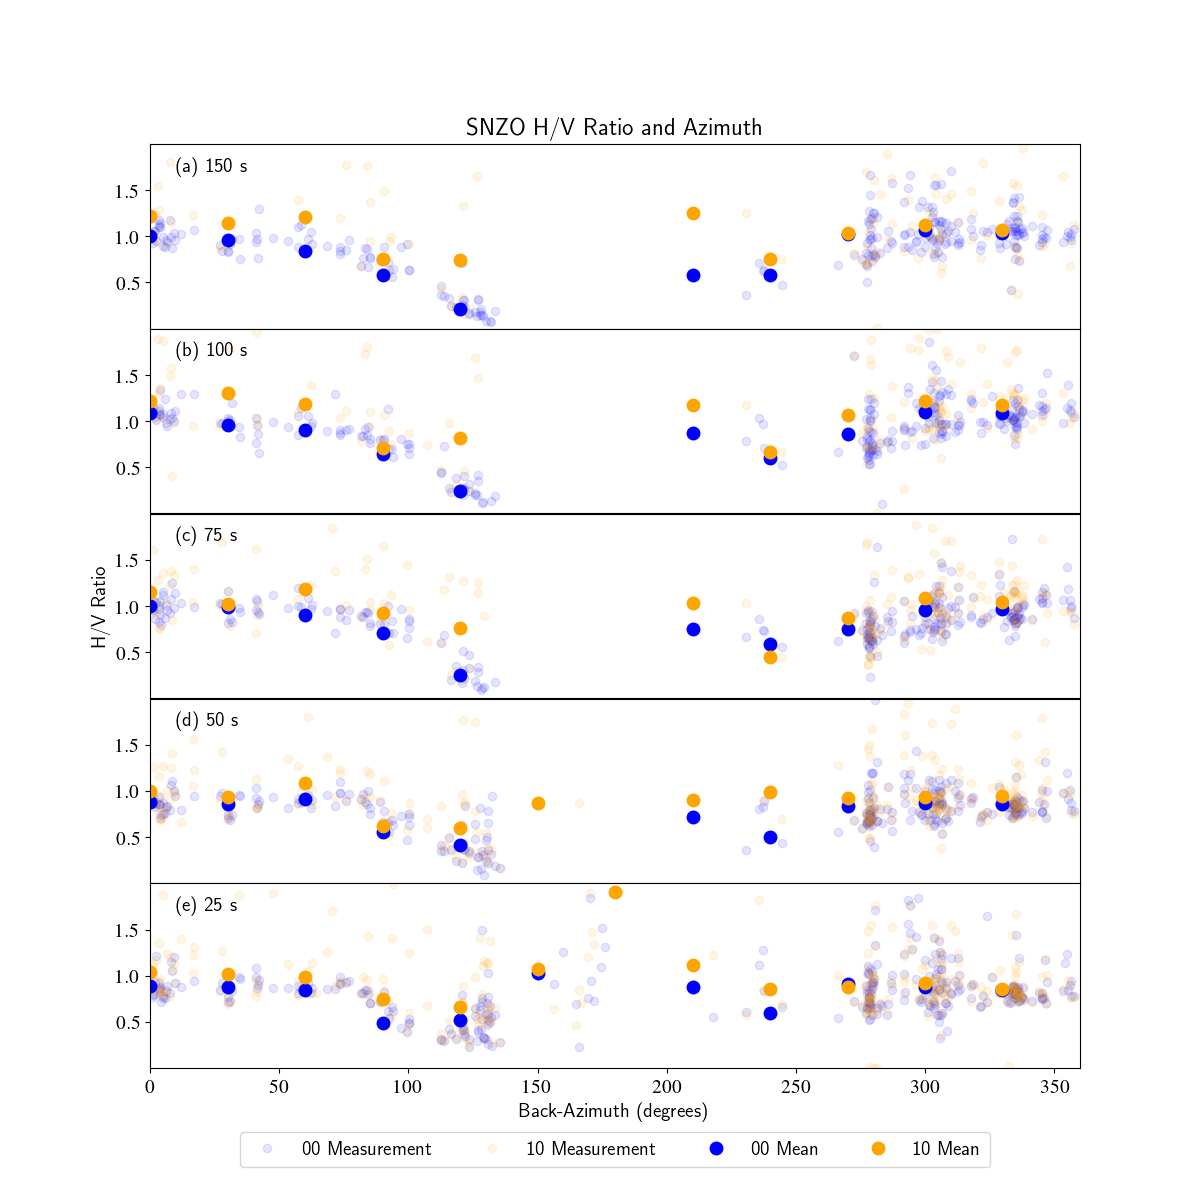 SNZO H/V Ratio and Azimuth
(a) 150 s
1.5
1.0
0.5
(b) 100 s
1.5
1.0
0.5
(c) 75 s
1.5
1.0
0.5
(d) 50 s
1.5
1.0
0.5
(e) 25 s
1.5
1.0
0.5
H/V Ratio
0 50 100 150 200 250 300 350
Back-Azimuth (degrees)
00 Measurement 10 Measurement 00 Mean 10 Mean